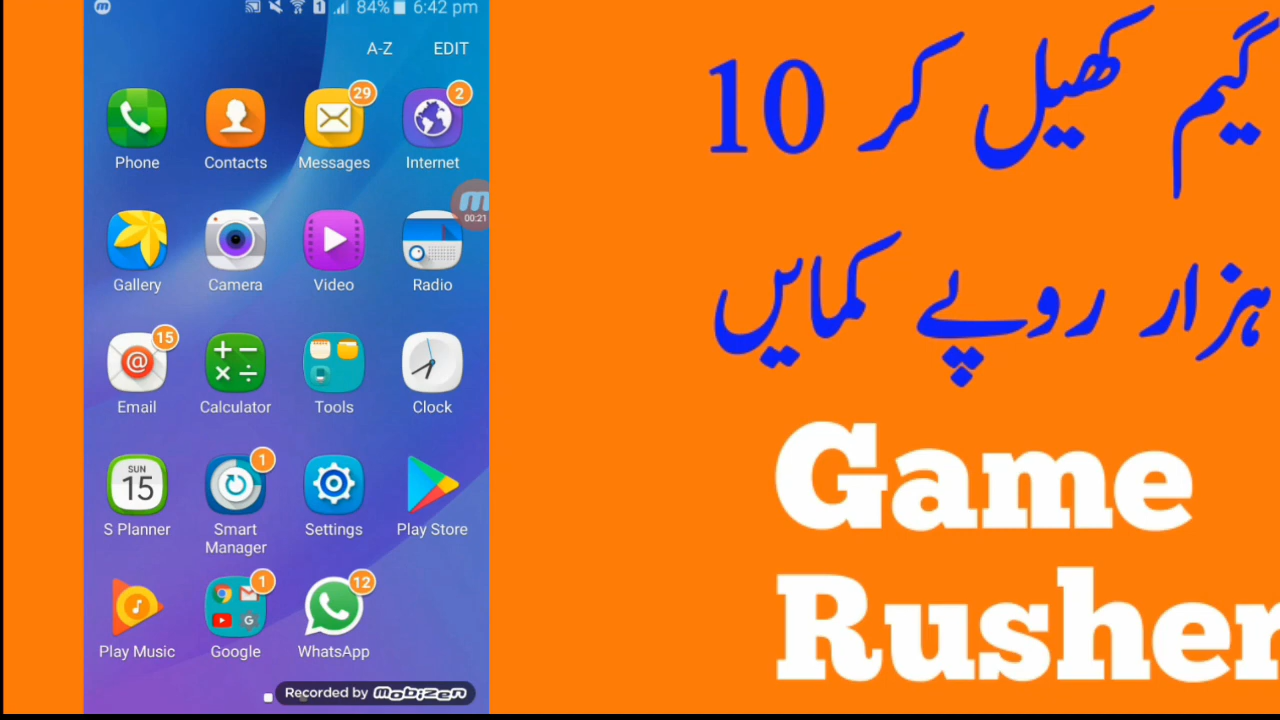 1 84% 6:42 pm
A-Z EDIT
29 2
Phone Contacts Messages Internet
00:21
Gallery Camera Video Radio
15
Email Calculator Tools Clock
1
SUN
15
S Planner Smart Manager Settings Play Store
1 12
Play Music Google WhatsApp
Recorded by Mobizen
گیم کھیل کر 10
ہزار روپے کمایں
Game
Rusher